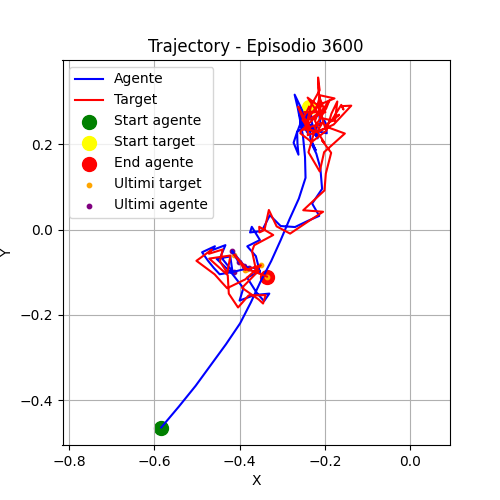 Trajectory - Episodio 3600
Agente
Target
Start agente
Start target
End agente
Ultimi target
Ultimi agente
0.2
0.0
−0.2
−0.4
Y
−0.8
−0.6
−0.4
−0.2
0.0
X